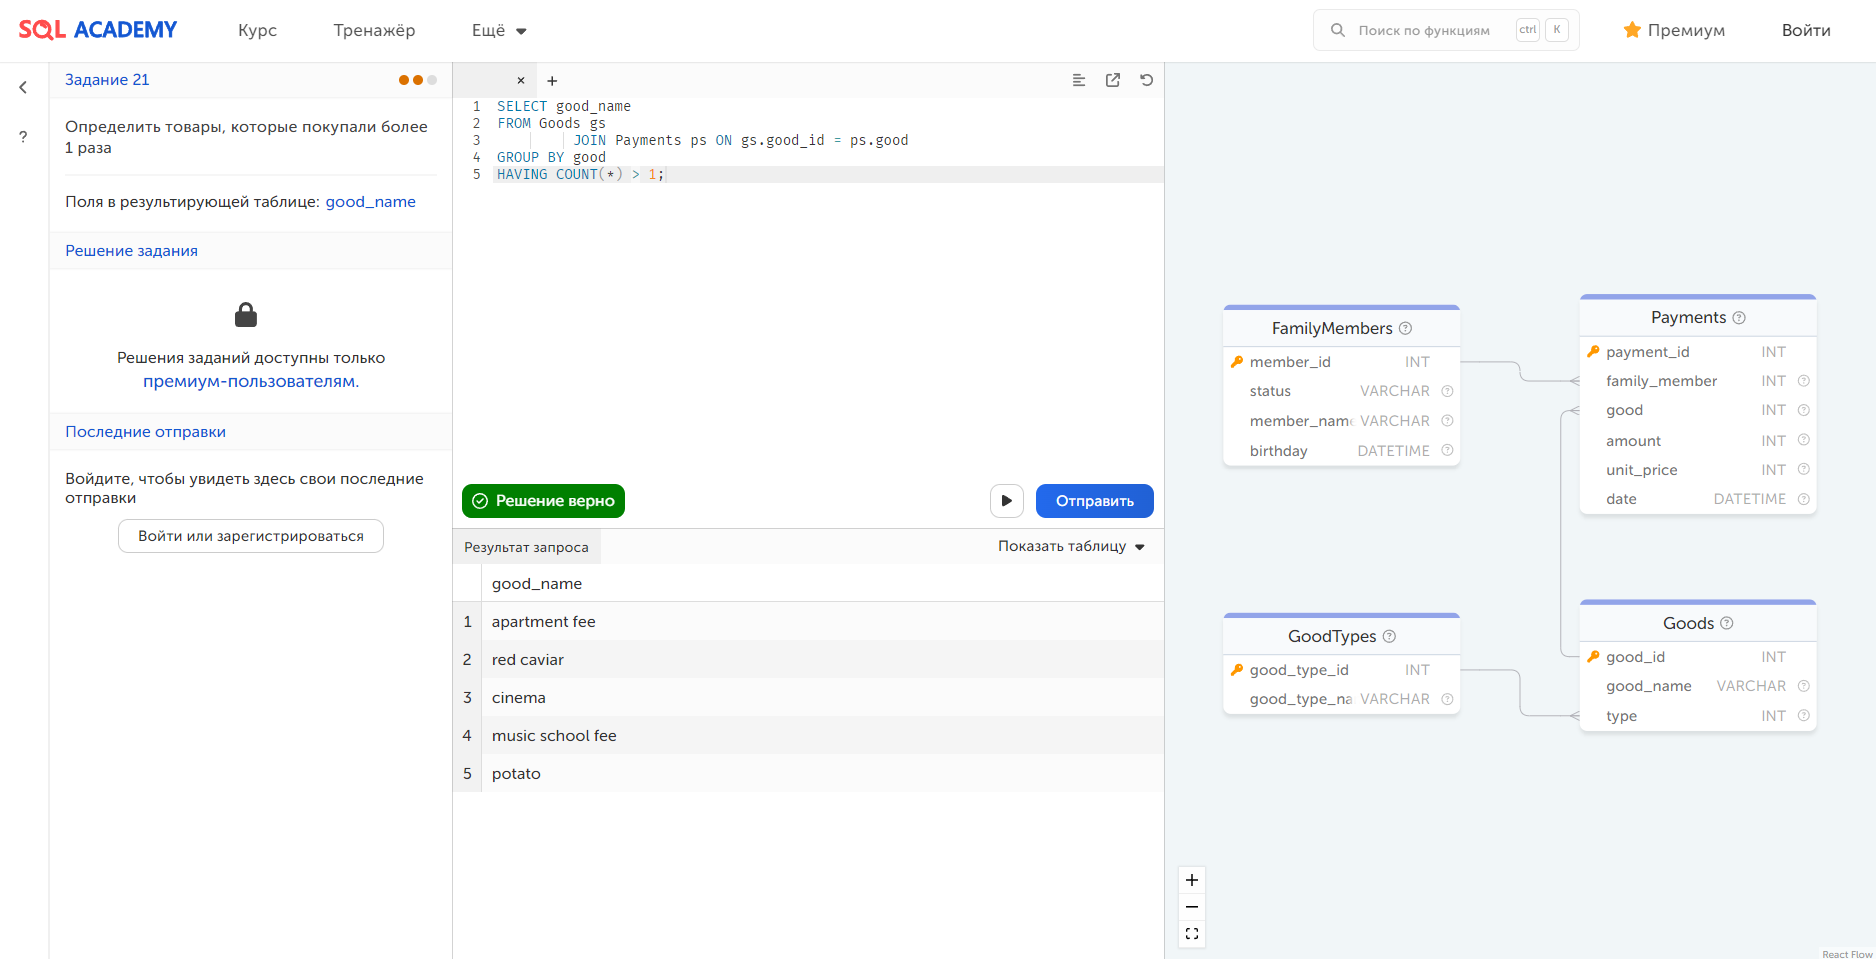 SQL ACADEMY
Курс
Тренажёр
Ещё
Поиск по функциям
ctrl
K
Премиум
Войти
?
Задание 21
Определить товары, которые покупали более
1 раза
Поля в результирующей таблице: good_name
Решение задания
Решения заданий доступны только
премиум-пользователям.
Последние отправки
Войдите, чтобы увидеть здесь свои последние
отправки
Войти или зарегистрироваться
× +
1 SELECT good_name
2 FROM Goods gs
3 JOIN Payments ps ON gs.good_id = ps.good
4 GROUP BY good
5 HAVING COUNT(*) > 1;
Решение верно
Отправить
Результат запроса
Показать таблицу
good_name
1 apartment fee
2 red caviar
3 cinema
4 music school fee
5 potato
FamilyMembers ?
member_id INT
status VARCHAR ?
member_name VARCHAR ?
birthday DATETIME ?
Payments ?
payment_id INT
family_member INT ?
good INT ?
amount INT ?
unit_price INT ?
date DATETIME ?
GoodTypes ?
good_type_id INT
good_type_na VARCHAR ?
Goods ?
good_id INT
good_name VARCHAR ?
type INT ?
+
−
React Flow